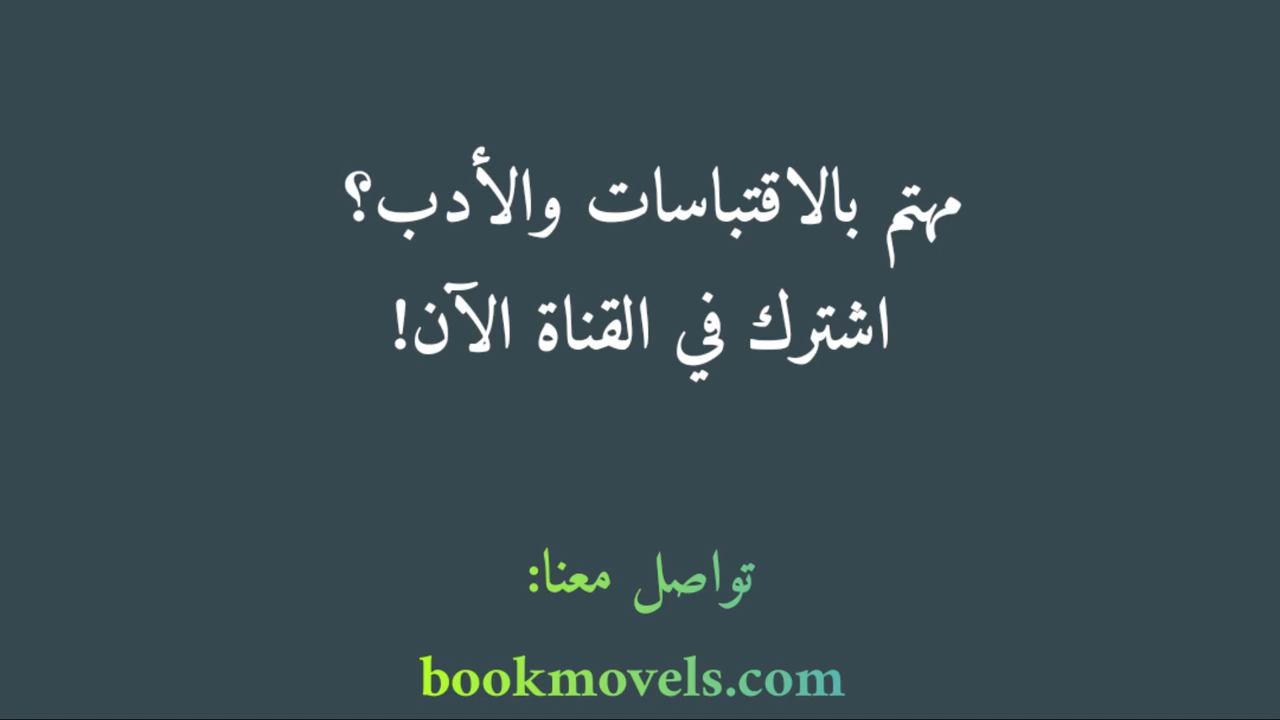 مهتم بالاقتباسات والأدب؟
اشترك في القناة الآن!
تواصل معنا:
bookmovels.com